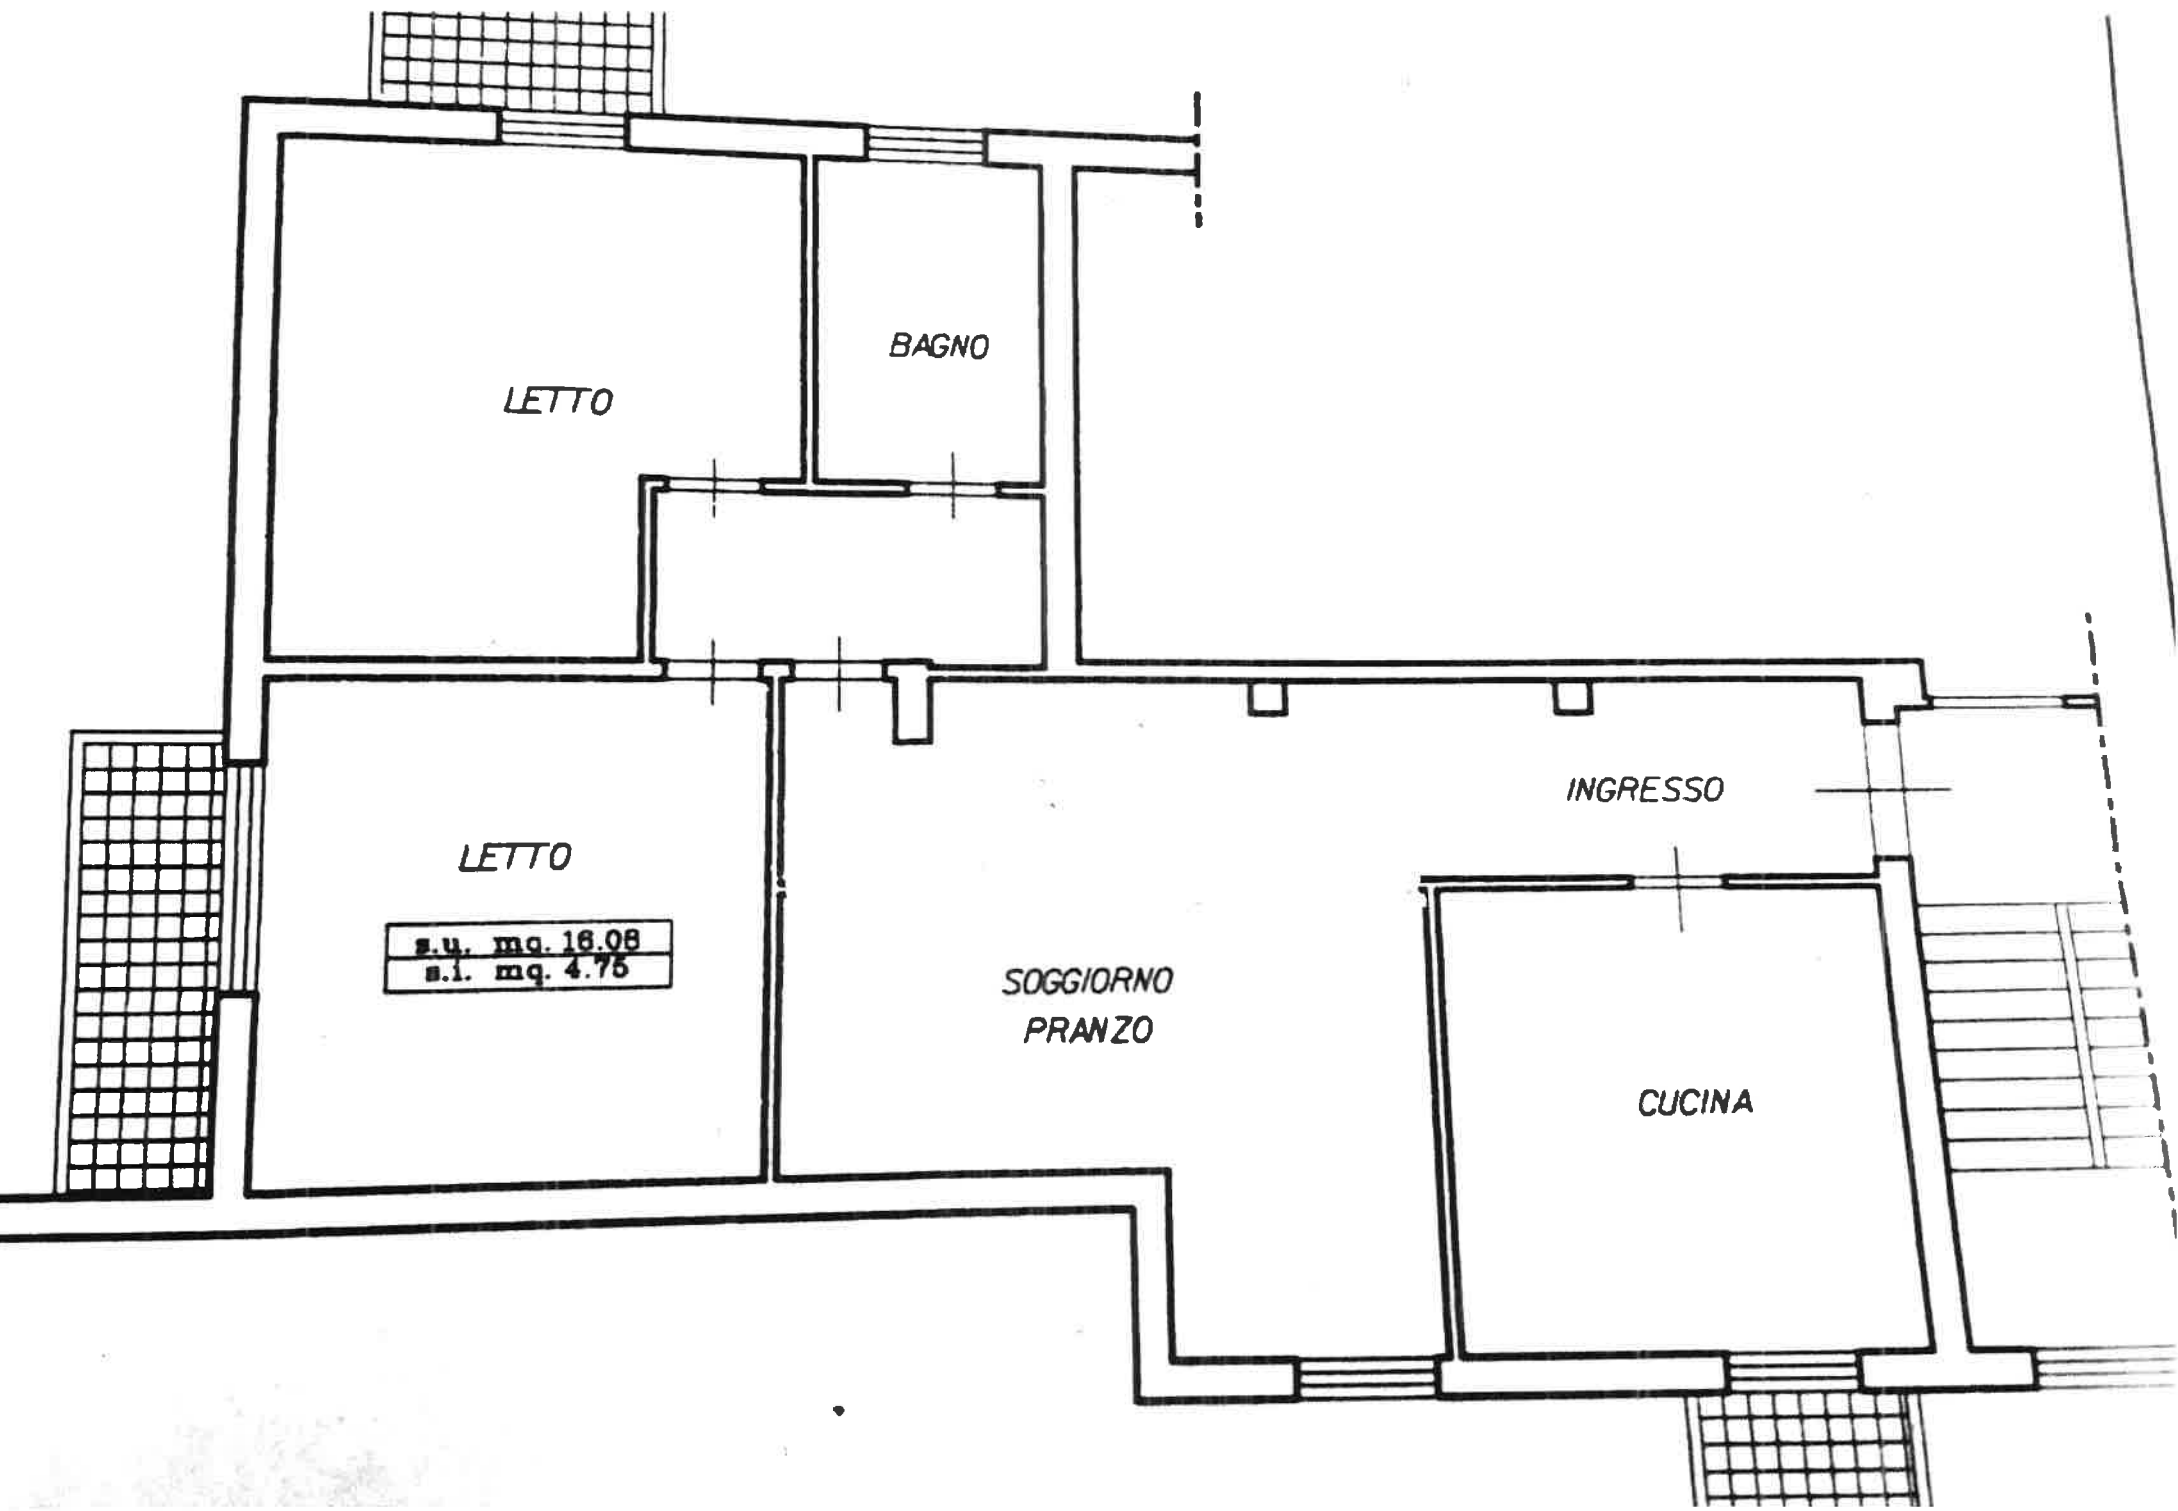 BAGNO
LETTO
INGRESSO
LETTO
s.u. mq. 16.08
s.i. mq. 4.75
SOGGIORNO
PRANZO
CUCINA